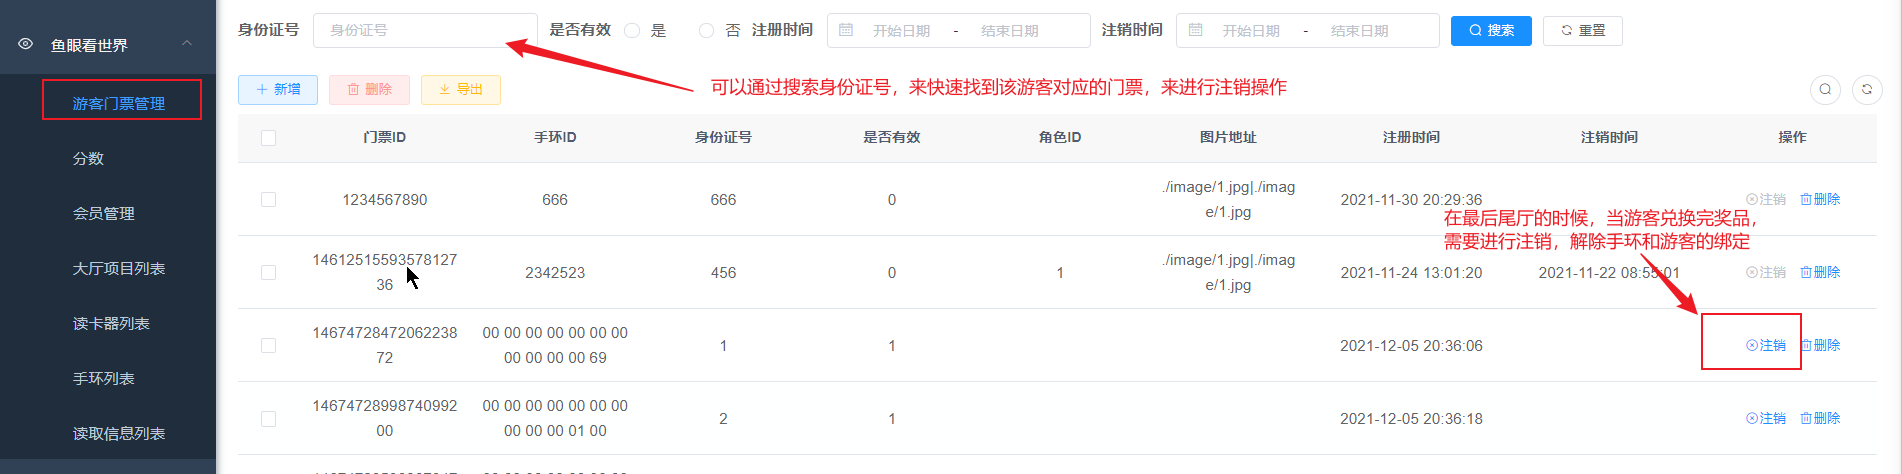 鱼眼看世界
游客门票管理
分数
会员管理
大厅项目列表
读卡器列表
手环列表
读取信息列表
身份证号 身份证号 是否有效 是 否 注册时间 开始日期 - 结束日期 注销时间 开始日期 - 结束日期 搜索 重置
可以通过搜索身份证号，来快速找到该游客对应的门票，来进行注销操作
新增 删除 导出
门票ID 手环ID 身份证号 是否有效 角色ID 图片地址 注册时间 注销时间 操作
1234567890 666 666 0 ./image/1.jpg|./imag 2021-11-30 20:29:36 注销 删除
e/1.jpg
在最后尾厅的时候，当游客兑换完奖品，
需要进行注销，解除手环和游客的绑定
14612515593578127 2342523 456 0 1 ./image/1.jpg|./imag 2021-11-24 13:01:20 2021-11-22 08:55:01 注销 删除
36 e/1.jpg
14674728472062238 00 00 00 00 00 00 00 1 1 2021-12-05 20:36:06 注销 删除
72 00 00 00 00 69
14674728998740992 00 00 00 00 00 00 00 2 1 2021-12-05 20:36:18 注销 删除
00 00 00 00 01 00